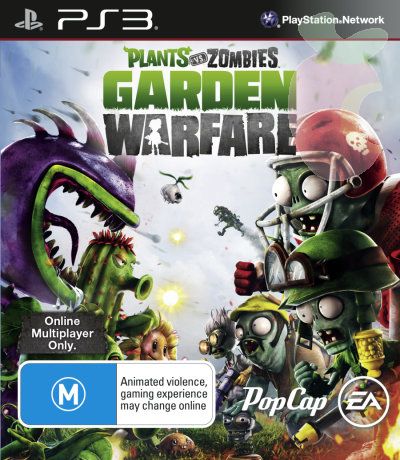 PS3
PlayStation Network
PLANTS VS. ZOMBIES
GARDEN
WARFARE
Online
Multiplayer
Only.
M
Animated violence,
gaming experience
may change online
PopCap
EA